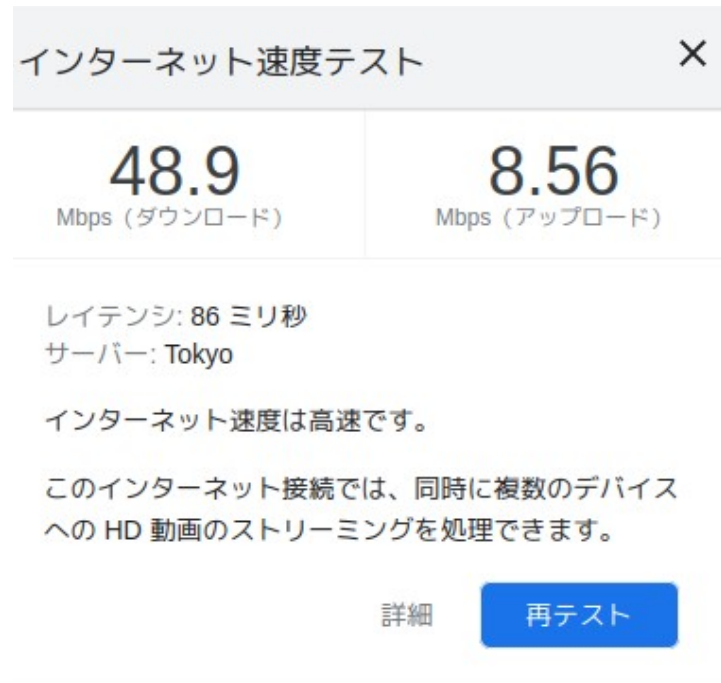 インターネット速度テスト
48.9
Mbps（ダウンロード）
8.56
Mbps（アップロード）
レイテンシ: 86 ミリ秒
サーバー: Tokyo
インターネット速度は高速です。
このインターネット接続では、同時に複数のデバイス
への HD 動画のストリーミングを処理できます。
詳細
再テスト